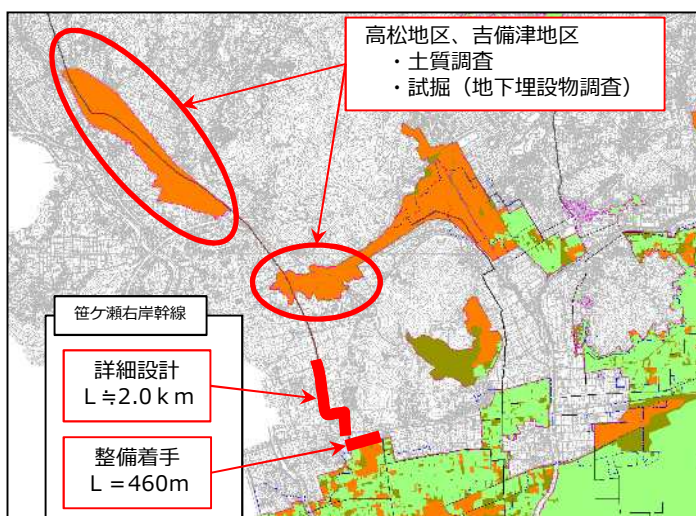 高松地区、吉備津地区
・土質調査
・試掘（地下埋設物調査）
笹ケ瀬右岸幹線
詳細設計
L≒2.0km
整備着手
L＝460m